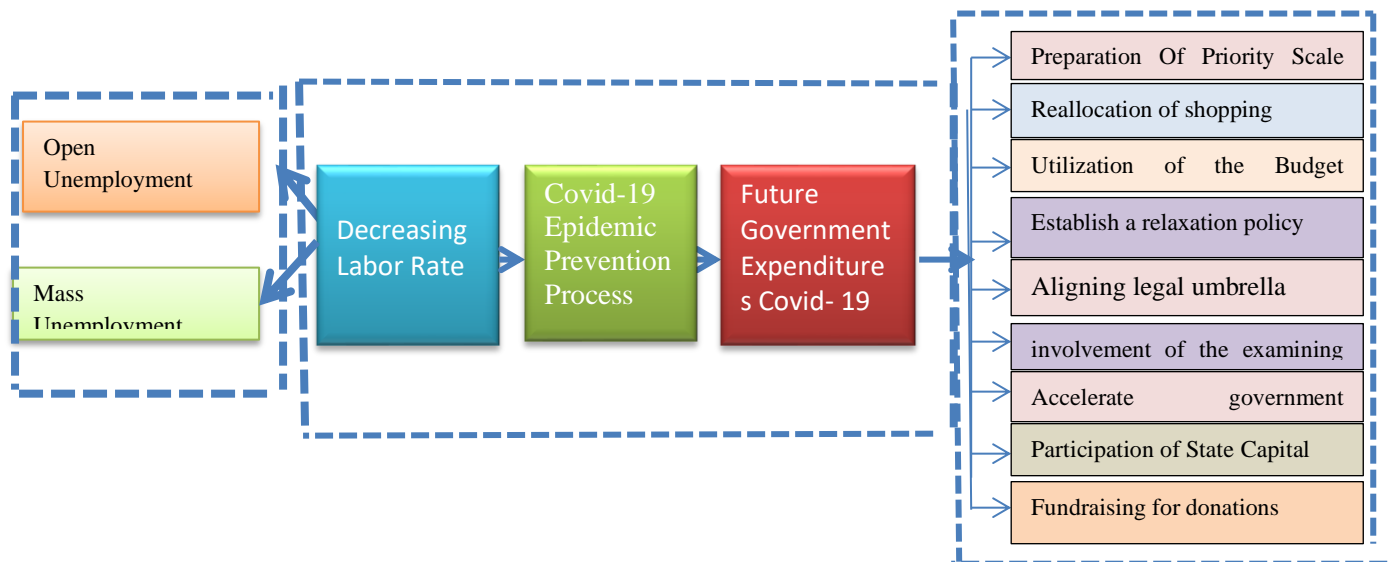 Open
Unemployment
Mass
Unemployment
Decreasing
Labor Rate
Covid-19
Epidemic
Prevention
Process
Future
Government
Expenditure
s Covid- 19
Preparation Of Priority Scale
Reallocation of shopping
Utilization of the Budget
Establish a relaxation policy
Aligning legal umbrella
involvement of the examining
Accelerate government
Participation of State Capital
Fundraising for donations